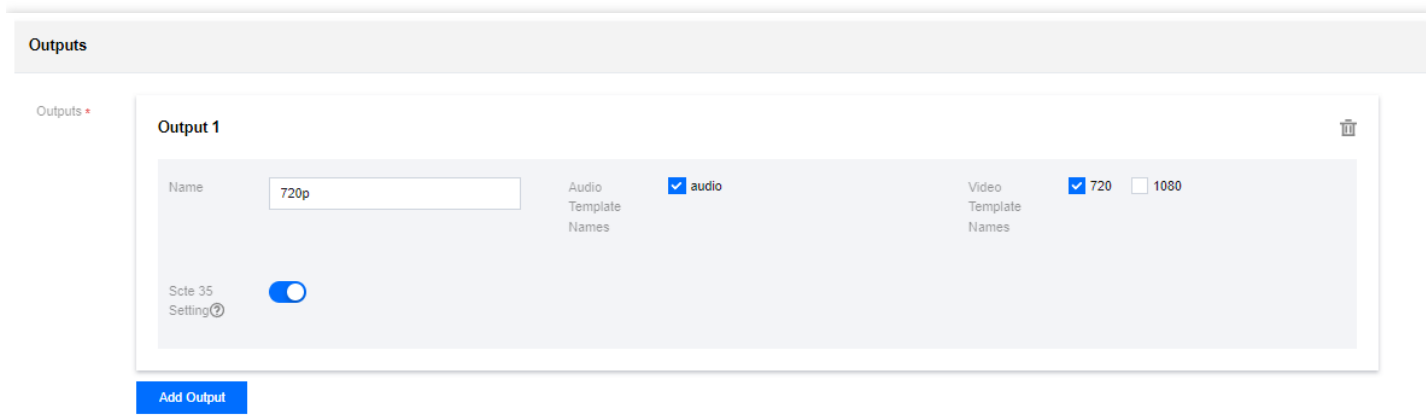 Outputs
Outputs *
Output 1
Name
720p
Audio
Template
Names
audio
Video
Template
Names
720
1080
Scte 35
Setting?
Add Output